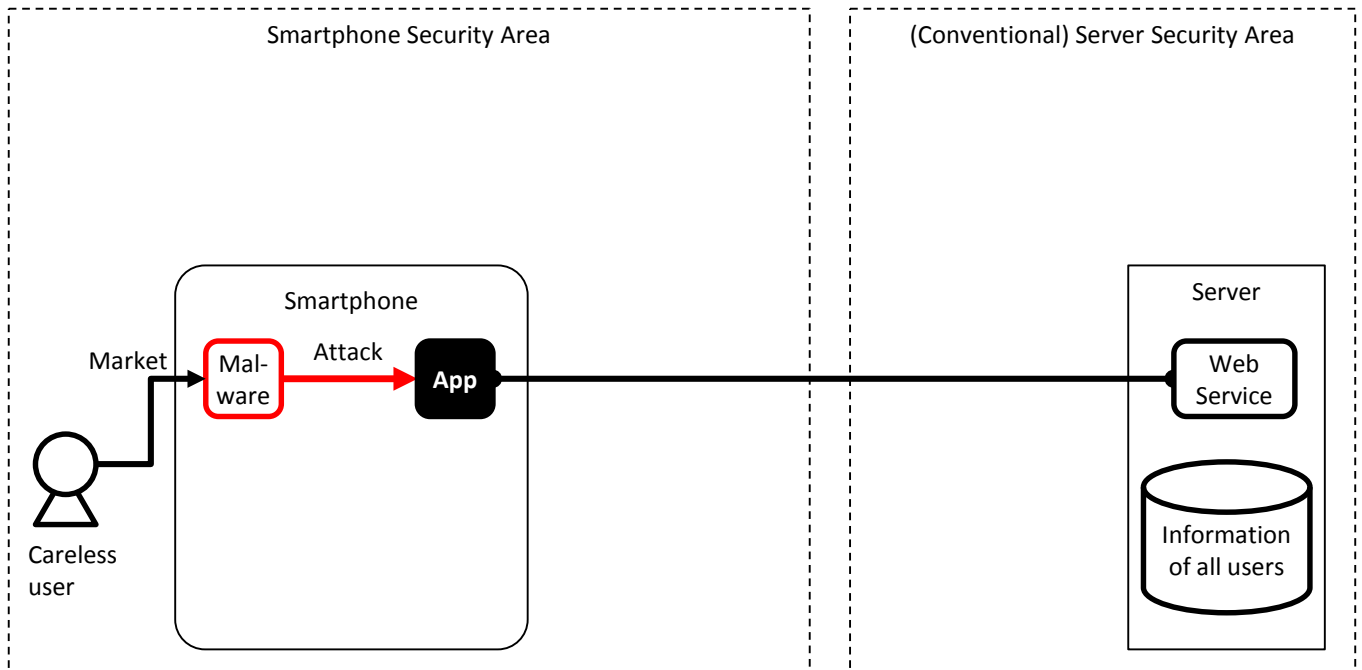 Smartphone Security Area
(Conventional) Server Security Area
Smartphone
Server
Market
Mal-
ware
Attack
App
Web
Service
Careless
user
Information
of all users